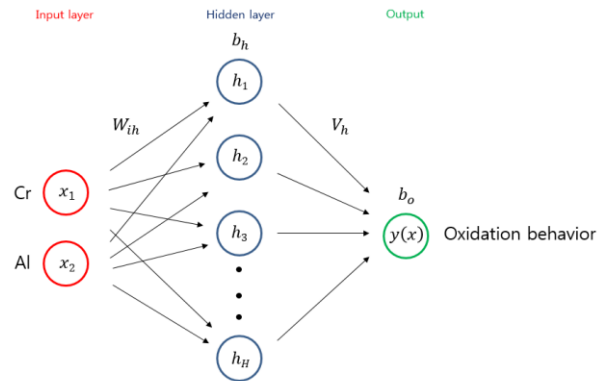 Input layer Hidden layer Output
b_h
h_1
W_ih V_h
h_2
b_o
Cr x_1
h_3 y(x) Oxidation behavior
Al x_2
h_H